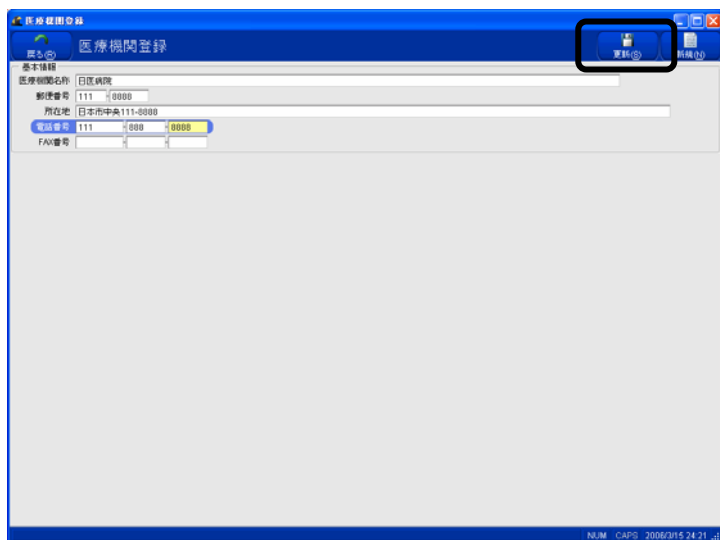 医療機関登録
戻る(R) 医療機関登録 更新(S) 新規(N)
基本情報
医療機関名称 日医病院
郵便番号 111 - 8888
所在地 日本市中央111-8888
電話番号 111 - 888 - 8888
FAX番号 - -
NUM CAPS 2006/3/15 24:21